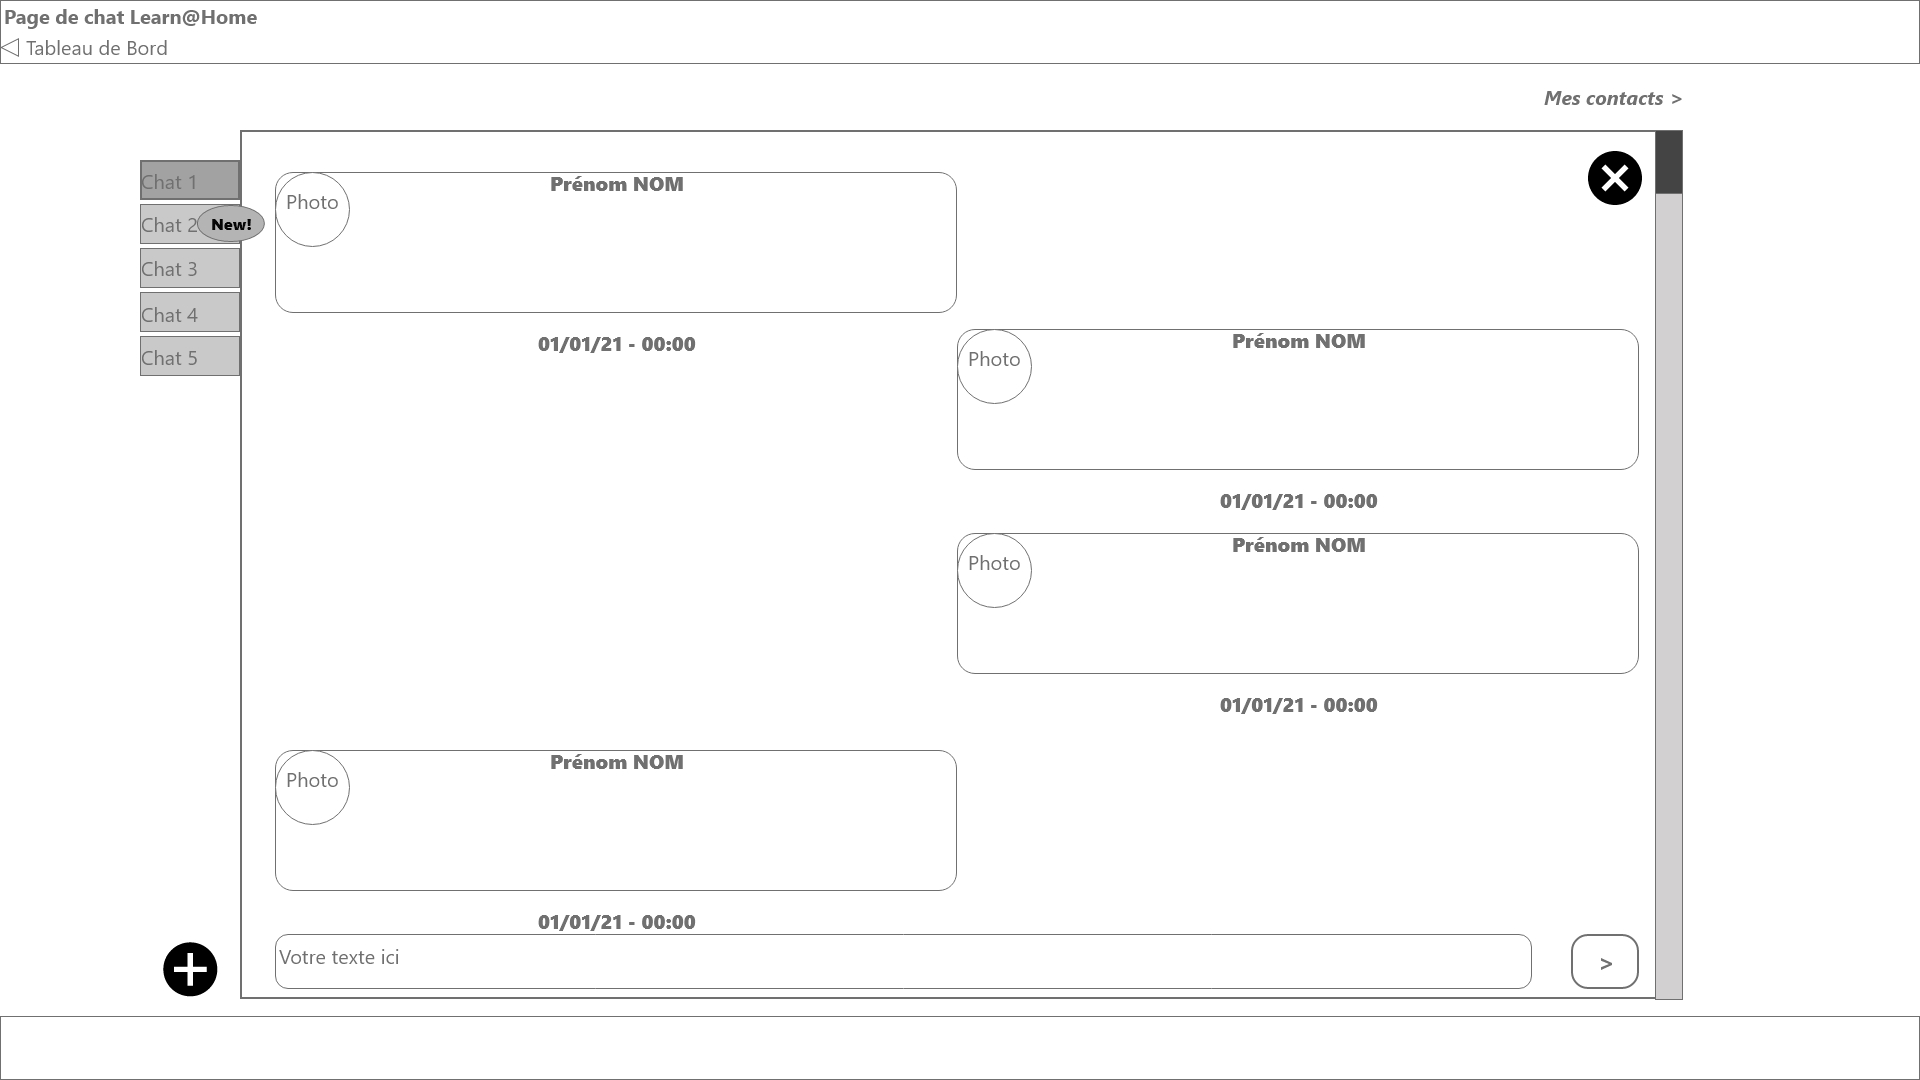 Page de chat Learn@Home
Tableau de Bord
Mes contacts >
Chat 1
Chat 2
New!
Chat 3
Chat 4
Chat 5
Photo
Prénom NOM
01/01/21 - 00:00
Photo
Prénom NOM
01/01/21 - 00:00
Photo
Prénom NOM
01/01/21 - 00:00
Photo
Prénom NOM
01/01/21 - 00:00
Votre texte ici
>